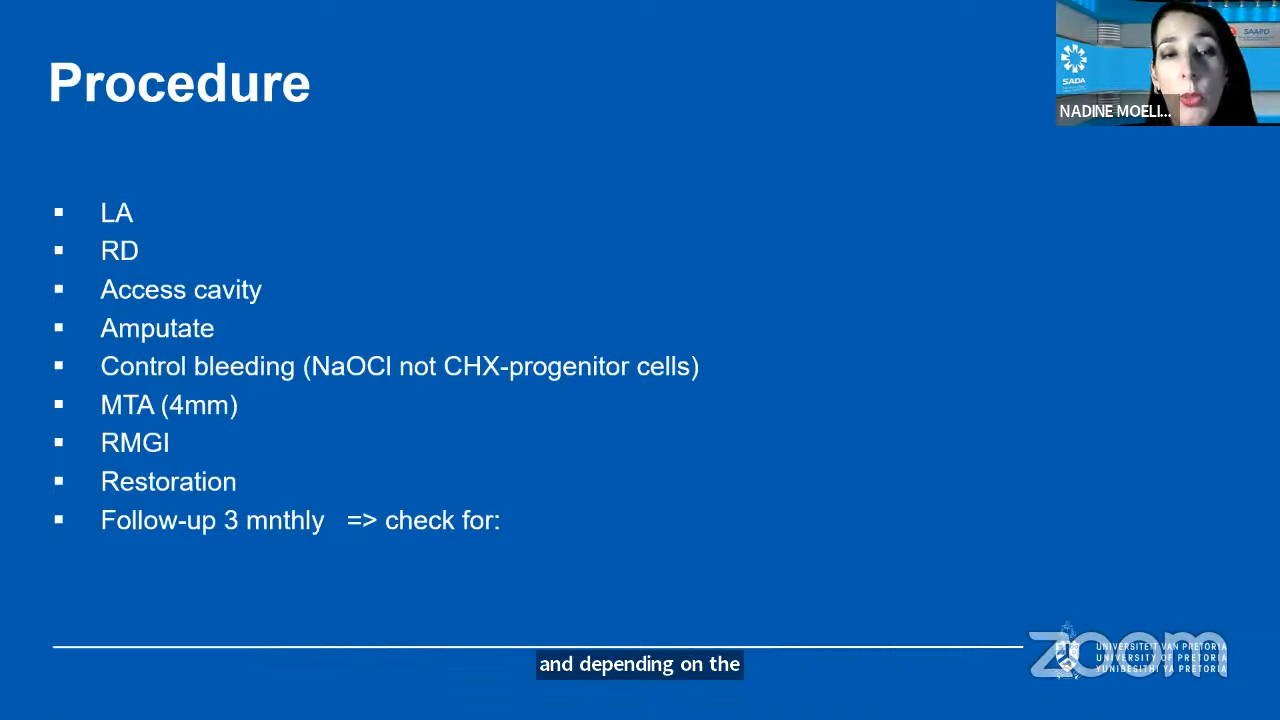 Procedure
SAAPD
SADA
NADINE MOELI...
▪ LA
▪ RD
▪ Access cavity
▪ Amputate
▪ Control bleeding (NaOCl not CHX-progenitor cells)
▪ MTA (4mm)
▪ RMGI
▪ Restoration
▪ Follow-up 3 mnthly => check for:
zoom
UNIVERSITEIT VAN PRETORIA
UNIVERSITY OF PRETORIA
YUNIBESITHI YA PRETORIA
and depending on the